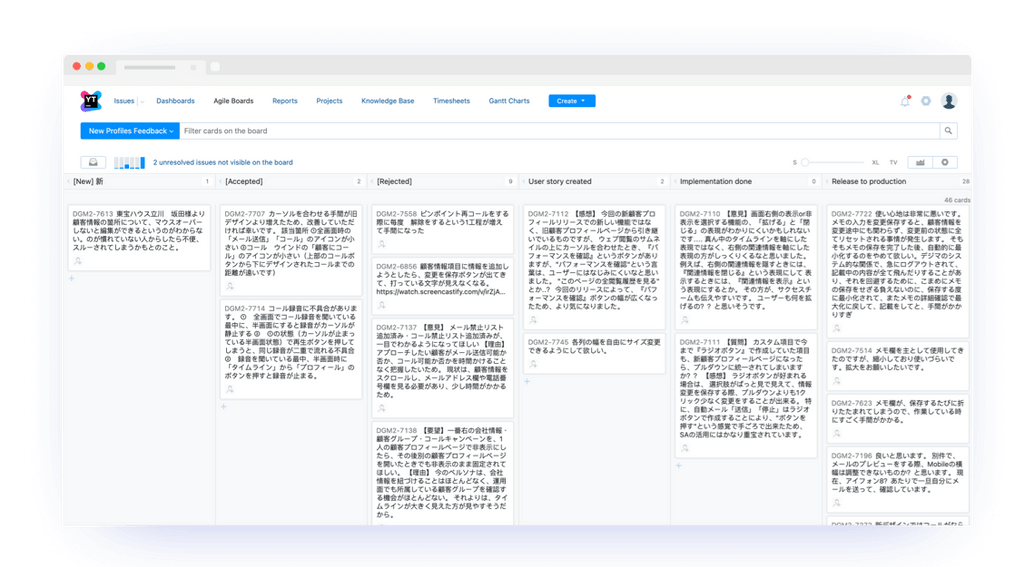 YT
Issues Dashboards Agile Boards Reports Projects Knowledge Base Timesheets Gantt Charts Create
New Profiles Feedback Filter cards on the board
2 unresolved issues not visible on the board S XL TV
[New] 新 1 [Accepted] 2 [Rejected] 9 User story created 2 Implementation done 0 Release to production 28
46 cards
DGM2-7613 東宝ハウス立川 坂田様より
顧客情報の箇所について、マウスオーバー
しないと編集ができるというのがわからな
い。のが慣れていない人からしたら不便、
スルーされてしまうかもとのこと。
DGM2-7707 カーソルを合わせる手間が旧
デザインより増えたため、改善していただ
ければ幸いです。 該当箇所 ①全画面時の
「メール送信」「コール」のアイコンが小
さい ②コール ウインドの「顧客にコー
ル」のアイコンが小さい（上部のコールボ
タンから下にデザインされたコールまでの
距離が遠いです）
DGM2-7714 コール録音に不具合がありま
す。 ① 全画面でコール録音を聞いている
最中に、半画面にすると録音がカーソルが
静止する ② ①の状態（カーソルが止まっ
ている半画面状態）で再生ボタンを押して
しまうと、同じ録音が二重で流れる不具合
③ 録音を聞いている最中、半画面時に
「タイムライン」から「プロフィール」の
ボタンを押すと録音が止まる。
DGM2-7558 ピンポイント再コールをする
際に毎度 解除をするという1工程が増え
て手間になった
DGM2-6856 顧客情報項目に情報を追加し
ようとしたら、変更を保存ボタンが出てき
て、打っている文字が見えなくなる。
DGM2-7137 【意見】 メール禁止リスト
追加済み・コール禁止リスト追加済みが、
一目でわかるようになってほしい 【理由】
アプローチしたい顧客がメール送信可能か
否か、コール可能か否かを時間かけること
なく把握したいため。 現状は、顧客情報を
スクロールし、メールアドレス欄や電話番
号欄を見る必要があり、少し時間がかかる
ため。
DGM2-7138 【要望】一番右の会社情報・
顧客グループ・コールキャンペーンを、1
人の顧客プロフィールページで非表示にし
たら、その後別の顧客プロフィールページ
を開いたときでも非表示のまま固定されて
ほしい。 【理由】 今のペルソナは、会社
情報を紐づけることはほとんどなく、運用
面でも所属している顧客グループを確認す
る機会がほとんどない。 それよりは、タイ
ムラインが大きく見えた方が見やすそうだ
から。
DGM2-7112 【感想】 今回の新顧客プロフ
ィールページリリースでの新しい機能ではな
く、旧顧客プロフィールページから引き継
いでいるものですが、 ウェブ閲覧のサムネ
イルの上にカーソルを合わせたとき、『パ
フォーマンスを確認』というボタンがあり
ますが、"パフォーマンスを確認"という言
葉は、ユーザーにはなじみにくいなと思い
ました。 "このページの全閲覧履歴を見る"
とか..? 今回のリリースによって、『パフ
ォーマンスを確認』ボタンの幅が広くなっ
たため、より気になりました。
DGM2-7745 各列の幅を自由にサイズ変更
できるようにして欲しい。
DGM2-7110 【意見】画面右側の表示or非
表示を選択する機能の、「拡げる」と「閉
じる」の表現がわかりにくいかもしれない
です..... 真ん中のタイムラインを軸にした
表現ではなく、右側の関連情報を軸にした
表現の方がしっくりくるなと思いました。
例えば、右側の関連情報を隠すときには、
『関連情報を閉じる』という表現にして 表
示するときには、『関連情報を表示』とい
う表現にするとか。 その方が、サクセスチ
ームも伝えやすいです。 ユーザーも何を拡
げるの? ? と思いそうです。
DGM2-7111 【質問】 カスタム項目で今
まで『ラジオボタン』で作成していた項目
も、新顧客プロフィールページになった
ら、プルダウンに統一されてしまいます
か? ? 【感想】 ラジオボタンが好まれる
場合は、 選択肢がぱっと見で見えて、情報
変更を保存する際、プルダウンよりも1ク
リック少なく変更をすることが出来る。 特
に、自動メール「送信」「停止」はラジオ
ボタンで作成することにより、"ボタンを
押す"という感覚で手ごろで出来たため、
SAの活用にはかなり重宝されています。
DGM2-7722 使い心地は非常に悪いです。
メモの入力を変更保存すると、顧客情報を
変更途中にも関わらず、変更前の状態に全
てリセットされる事情が発生します。 そも
そもメモの保存を完了した後、自動的に最
小化するのをやめて欲しい。デジマのシス
テム的な関係で、急にログアウトされて、
記載中の内容が全て飛んだりすることがあ
り、それを回避するために、こまめにメモ
の保存をせざる負えないのに、保存する度
に最小化されて、またメモの詳細確認で最
大化に戻して、記載をしてと、手間がかか
りすぎ
DGM2-7514 メモ欄を主として使用してき
たのですが、縮小しており使いづらいで
す。拡大をお願いしたいです。
DGM2-7623 メモ欄が、保存するたびに折
りたたまれてしまうので、作業している時
にすごく手間がかかる。
DGM2-7196 良いと思います。 別件で、
メールのプレビューをする際、Mobileの横
幅は調整できないものか? と思います。 現
在、アイフォン8? あたりで一旦自分にメ
ールを送って、確認しています。